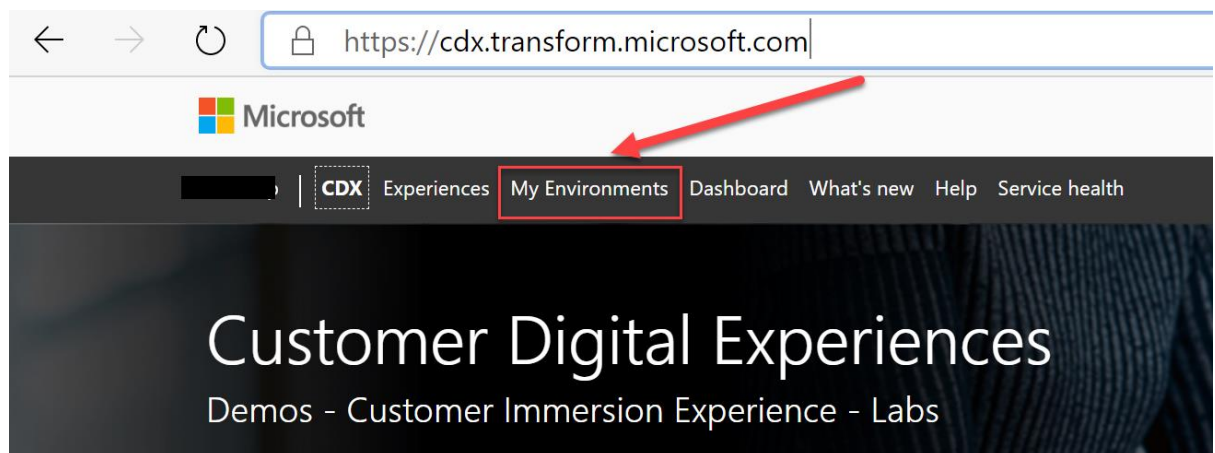 https://cdx.transform.microsoft.com
Microsoft
CDX Experiences My Environments Dashboard What's new Help Service health
Customer Digital Experiences
Demos - Customer Immersion Experience - Labs